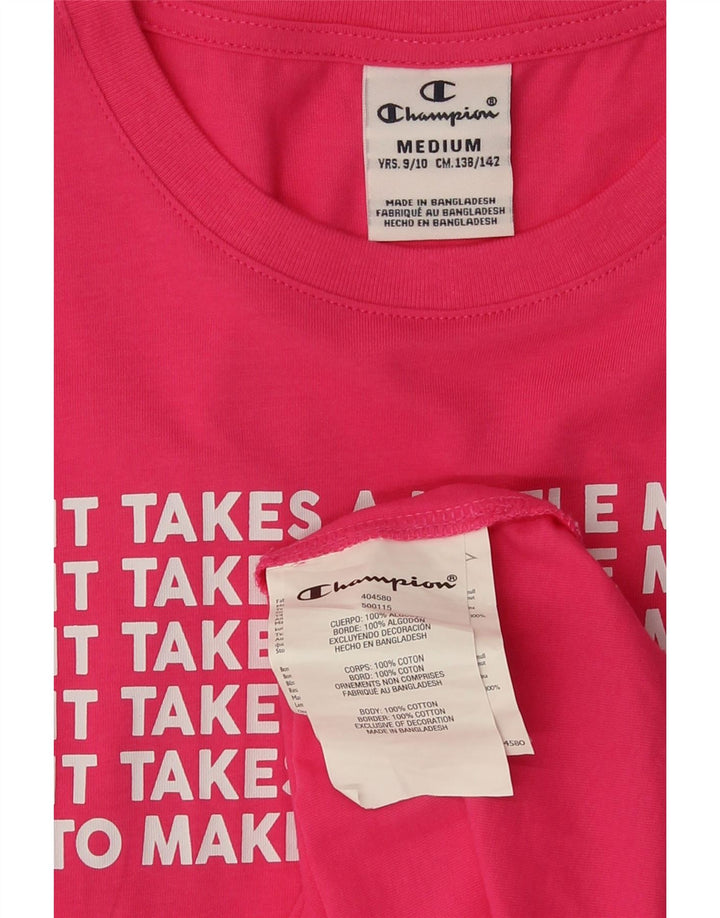 C
Champion®
MEDIUM
YRS. 9/10 CM. 138/142
MADE IN BANGLADESH
FABRIQUÉ AU BANGLADESH
HECHO EN BANGLADESH
IT TAKES A
IT TAKE
IT TAKE
IT TAKE
IT TAKES
TO MAKE
Champion®
404580
500115
CUERPO: 100% ALGODÓN
BORDE: 100% ALGODÓN
EXCLUYENDO DECORACIÓN
HECHO EN BANGLADESH
CORPS: 100% COTON
BORD: 100% COTON
ORNEMENTS NON COMPRISES
FABRIQUÉ AU BANGLADESH
BODY: 100% COTTON
BORDER: 100% COTTON
EXCLUSIVE OF DECORATION
MADE IN BANGLADESH
100%
4580